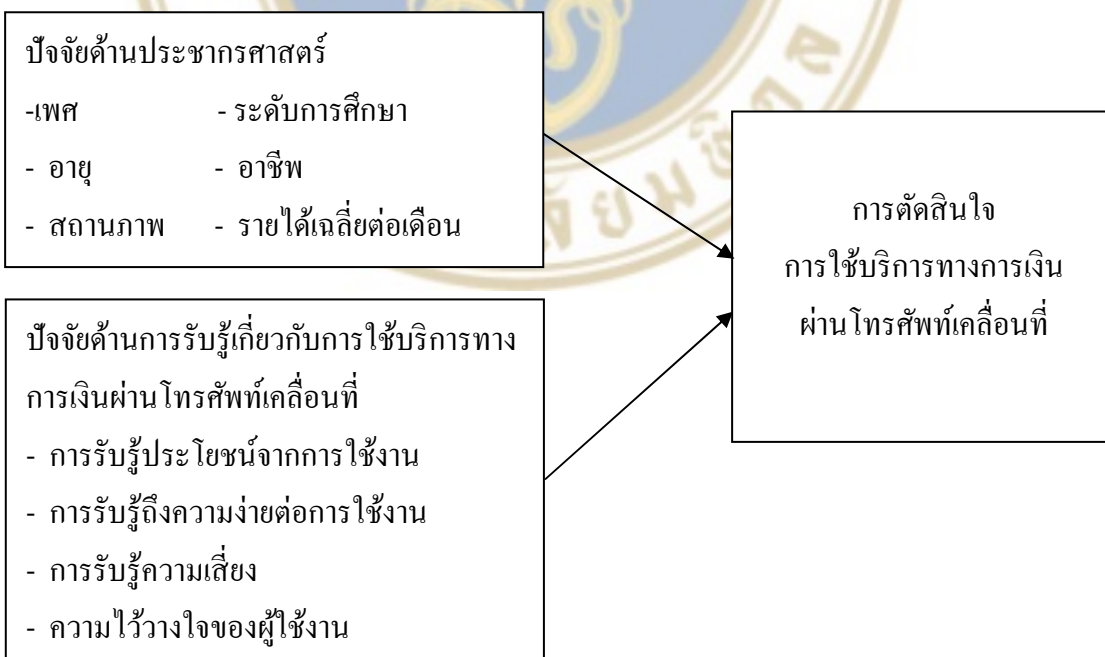 ปัจจัยด้านประชากรศาสตร์
-เพศ - ระดับการศึกษา
- อายุ - อาชีพ
- สถานภาพ - รายได้เฉลี่ยต่อเดือน
ปัจจัยด้านการรับรู้เกี่ยวกับการใช้บริการทาง
การเงินผ่านโทรศัพท์เคลื่อนที่
- การรับรู้ประโยชน์จากการใช้งาน
- การรับรู้ถึงความง่ายต่อการใช้งาน
- การรับรู้ความเสี่ยง
- ความไว้วางใจของผู้ใช้งาน
การตัดสินใจ
การใช้บริการทางการเงิน
ผ่านโทรศัพท์เคลื่อนที่